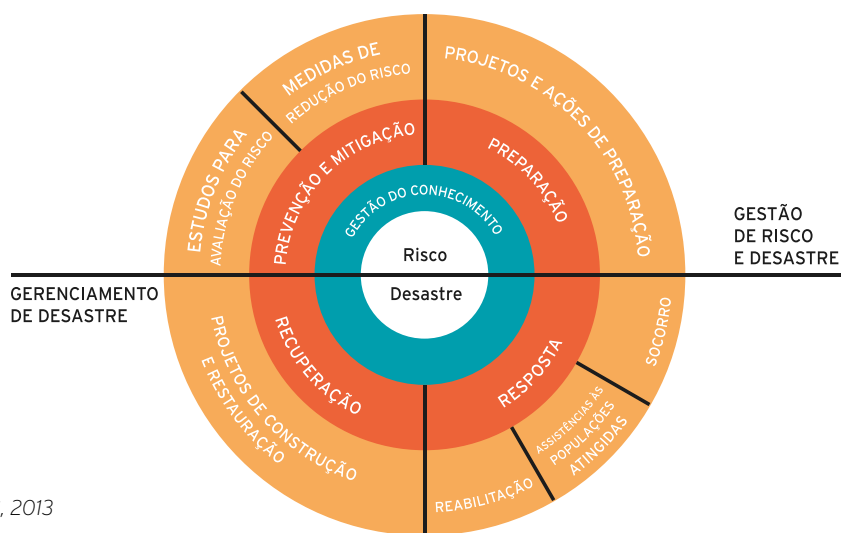 MEDIDAS DE
REDUÇÃO DO RISCO
PROJETOS E AÇÕES DE PREPARAÇÃO
ESTUDOS PARA
AVALIAÇÃO DO RISCO
PREVENÇÃO E MITIGAÇÃO
PREPARAÇÃO
GESTÃO DO CONHECIMENTO
GESTÃO
DE RISCO
E DESASTRE
Risco
Desastre
GERENCIAMENTO
DE DESASTRE
PROJETOS DE CONSTRUÇÃO
E RESTAURAÇÃO
RECUPERAÇÃO
RESPOSTA
SOCORRO
ASSISTÊNCIAS ÀS
POPULAÇÕES
ATINGIDAS
REABILITAÇÃO
, 2013